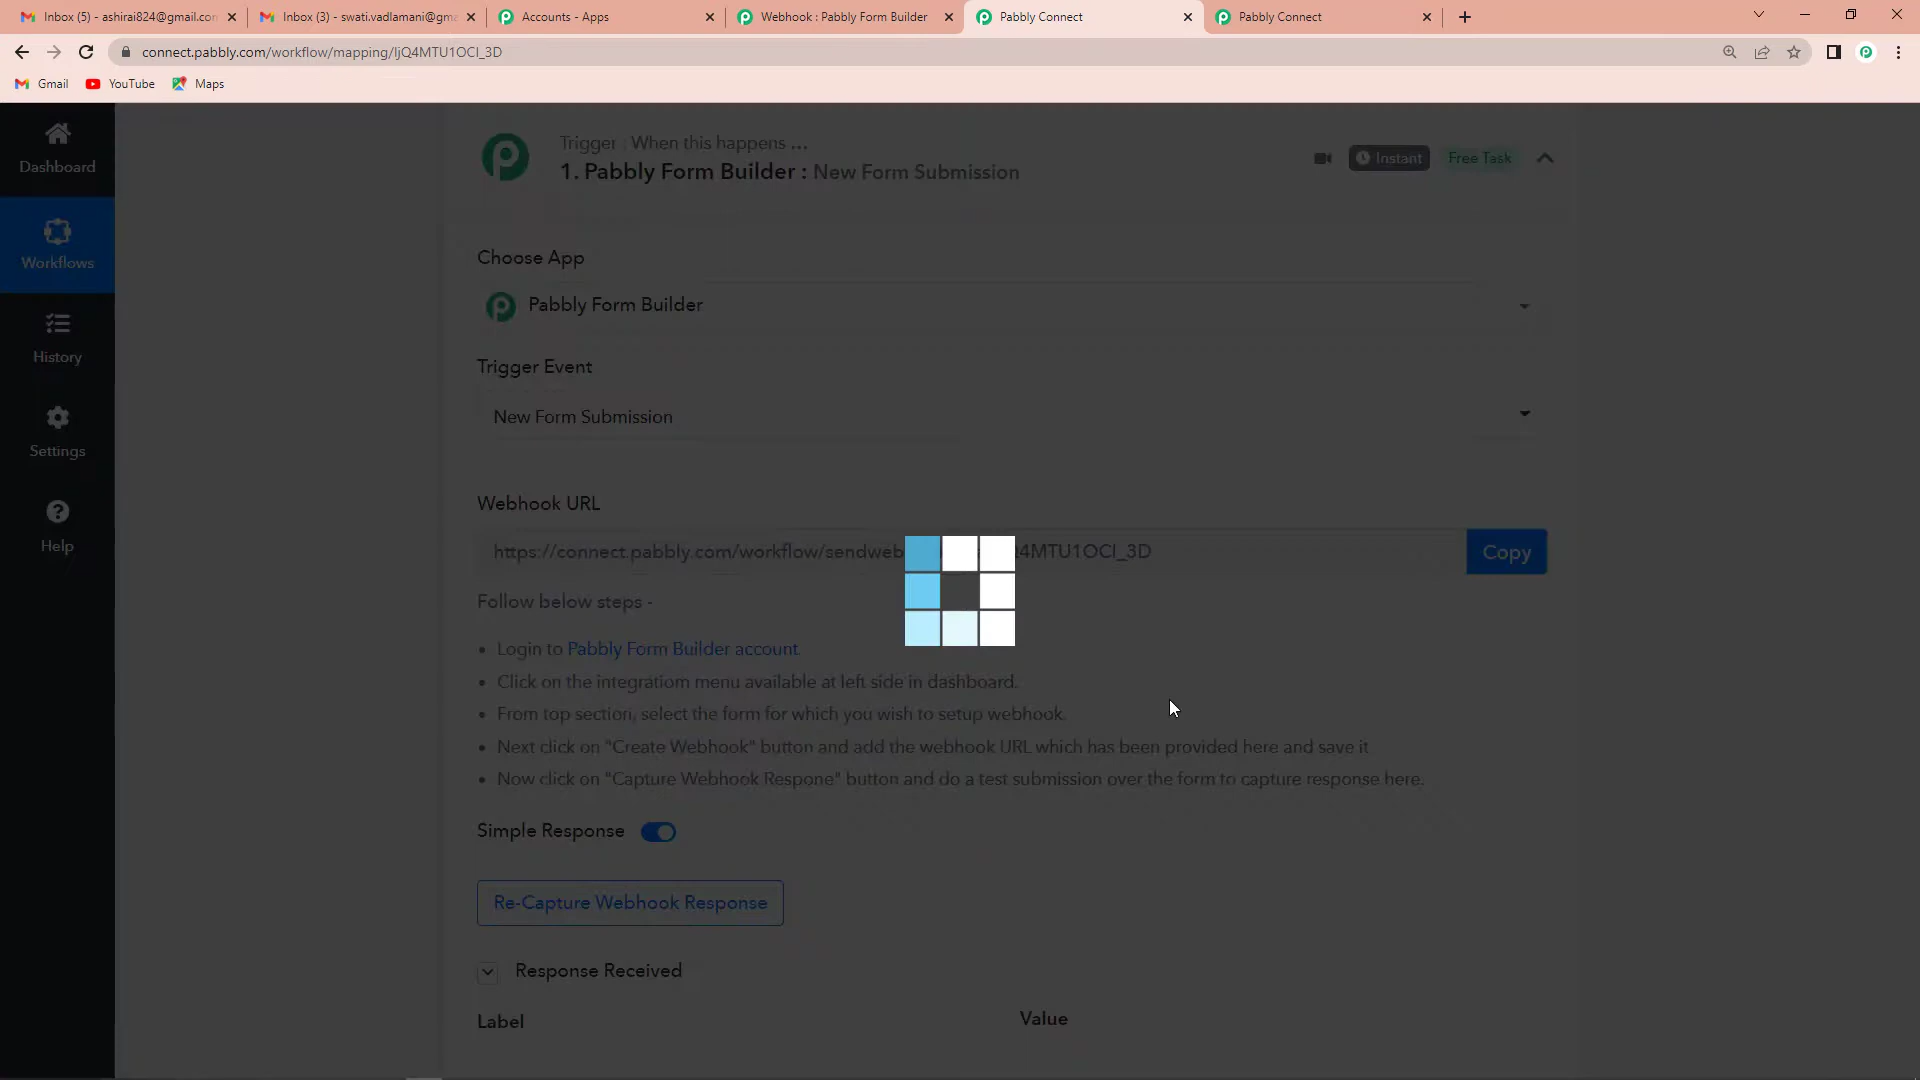 Inbox (5) - ashirai824@gmail.con
Inbox (3) - swati.vadlamani@gma
Accounts - Apps
Webhook : Pabbly Form Builder
Pabbly Connect
Pabbly Connect
connect.pabbly.com/workflow/mapping/IjQ4MTU1OCI_3D
Gmail
YouTube
Maps
Dashboard
Workflows
History
Settings
Help
Trigger : When this happens ...
1. Pabbly Form Builder : New Form Submission
Instant
Free Task
Choose App
Pabbly Form Builder
Trigger Event
New Form Submission
Webhook URL
https://connect.pabbly.com/workflow/sendweb Q4MTU1OCI_3D
Copy
Follow below steps -
• Login to Pabbly Form Builder account.
• Click on the integratiom menu available at left side in dashboard.
• From top section, select the form for which you wish to setup webhook.
• Next click on "Create Webhook" button and add the webhook URL which has been provided here and save it
• Now click on "Capture Webhook Respone" button and do a test submission over the form to capture response here.
Simple Response
Re-Capture Webhook Response
Response Received
Label
Value